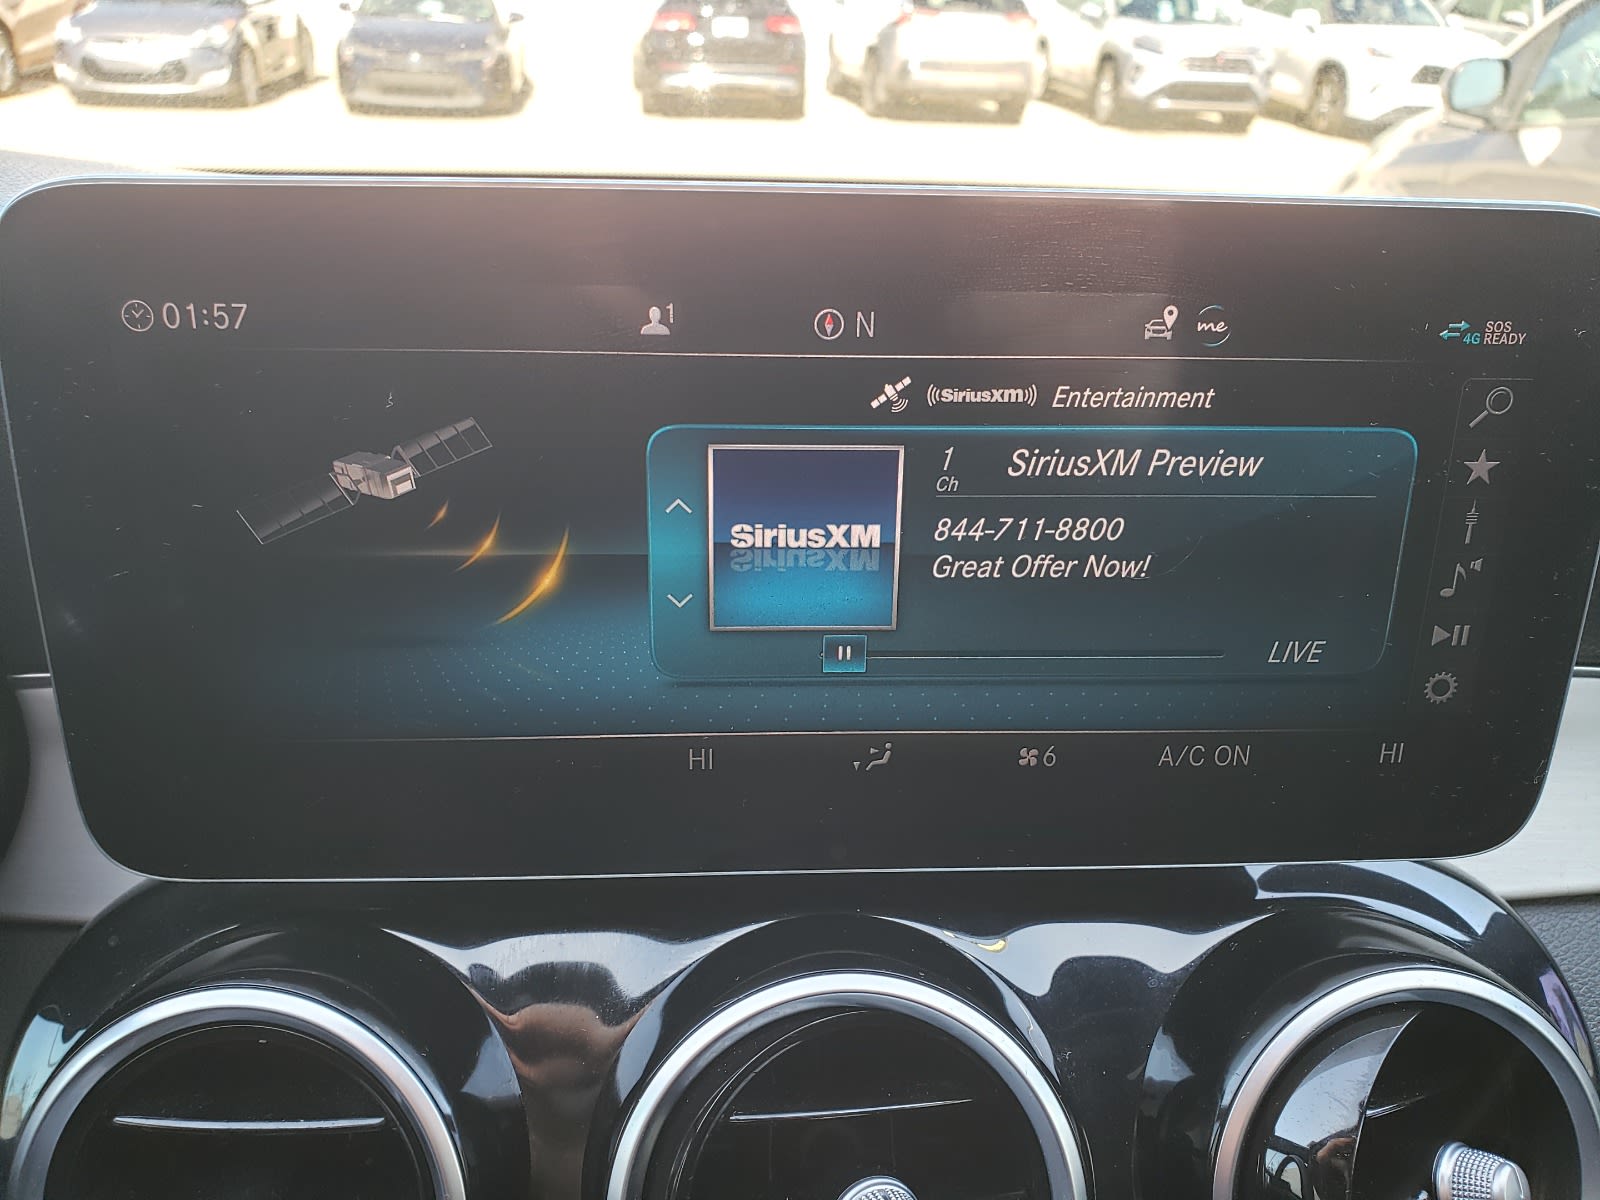 01:57
1
N
me
4G
SOS
READY
SiriusXM Entertainment
1
Ch
SiriusXM Preview
SiriusXM
844-711-8800
Great Offer Now!
LIVE
HI
6
A/C ON
HI